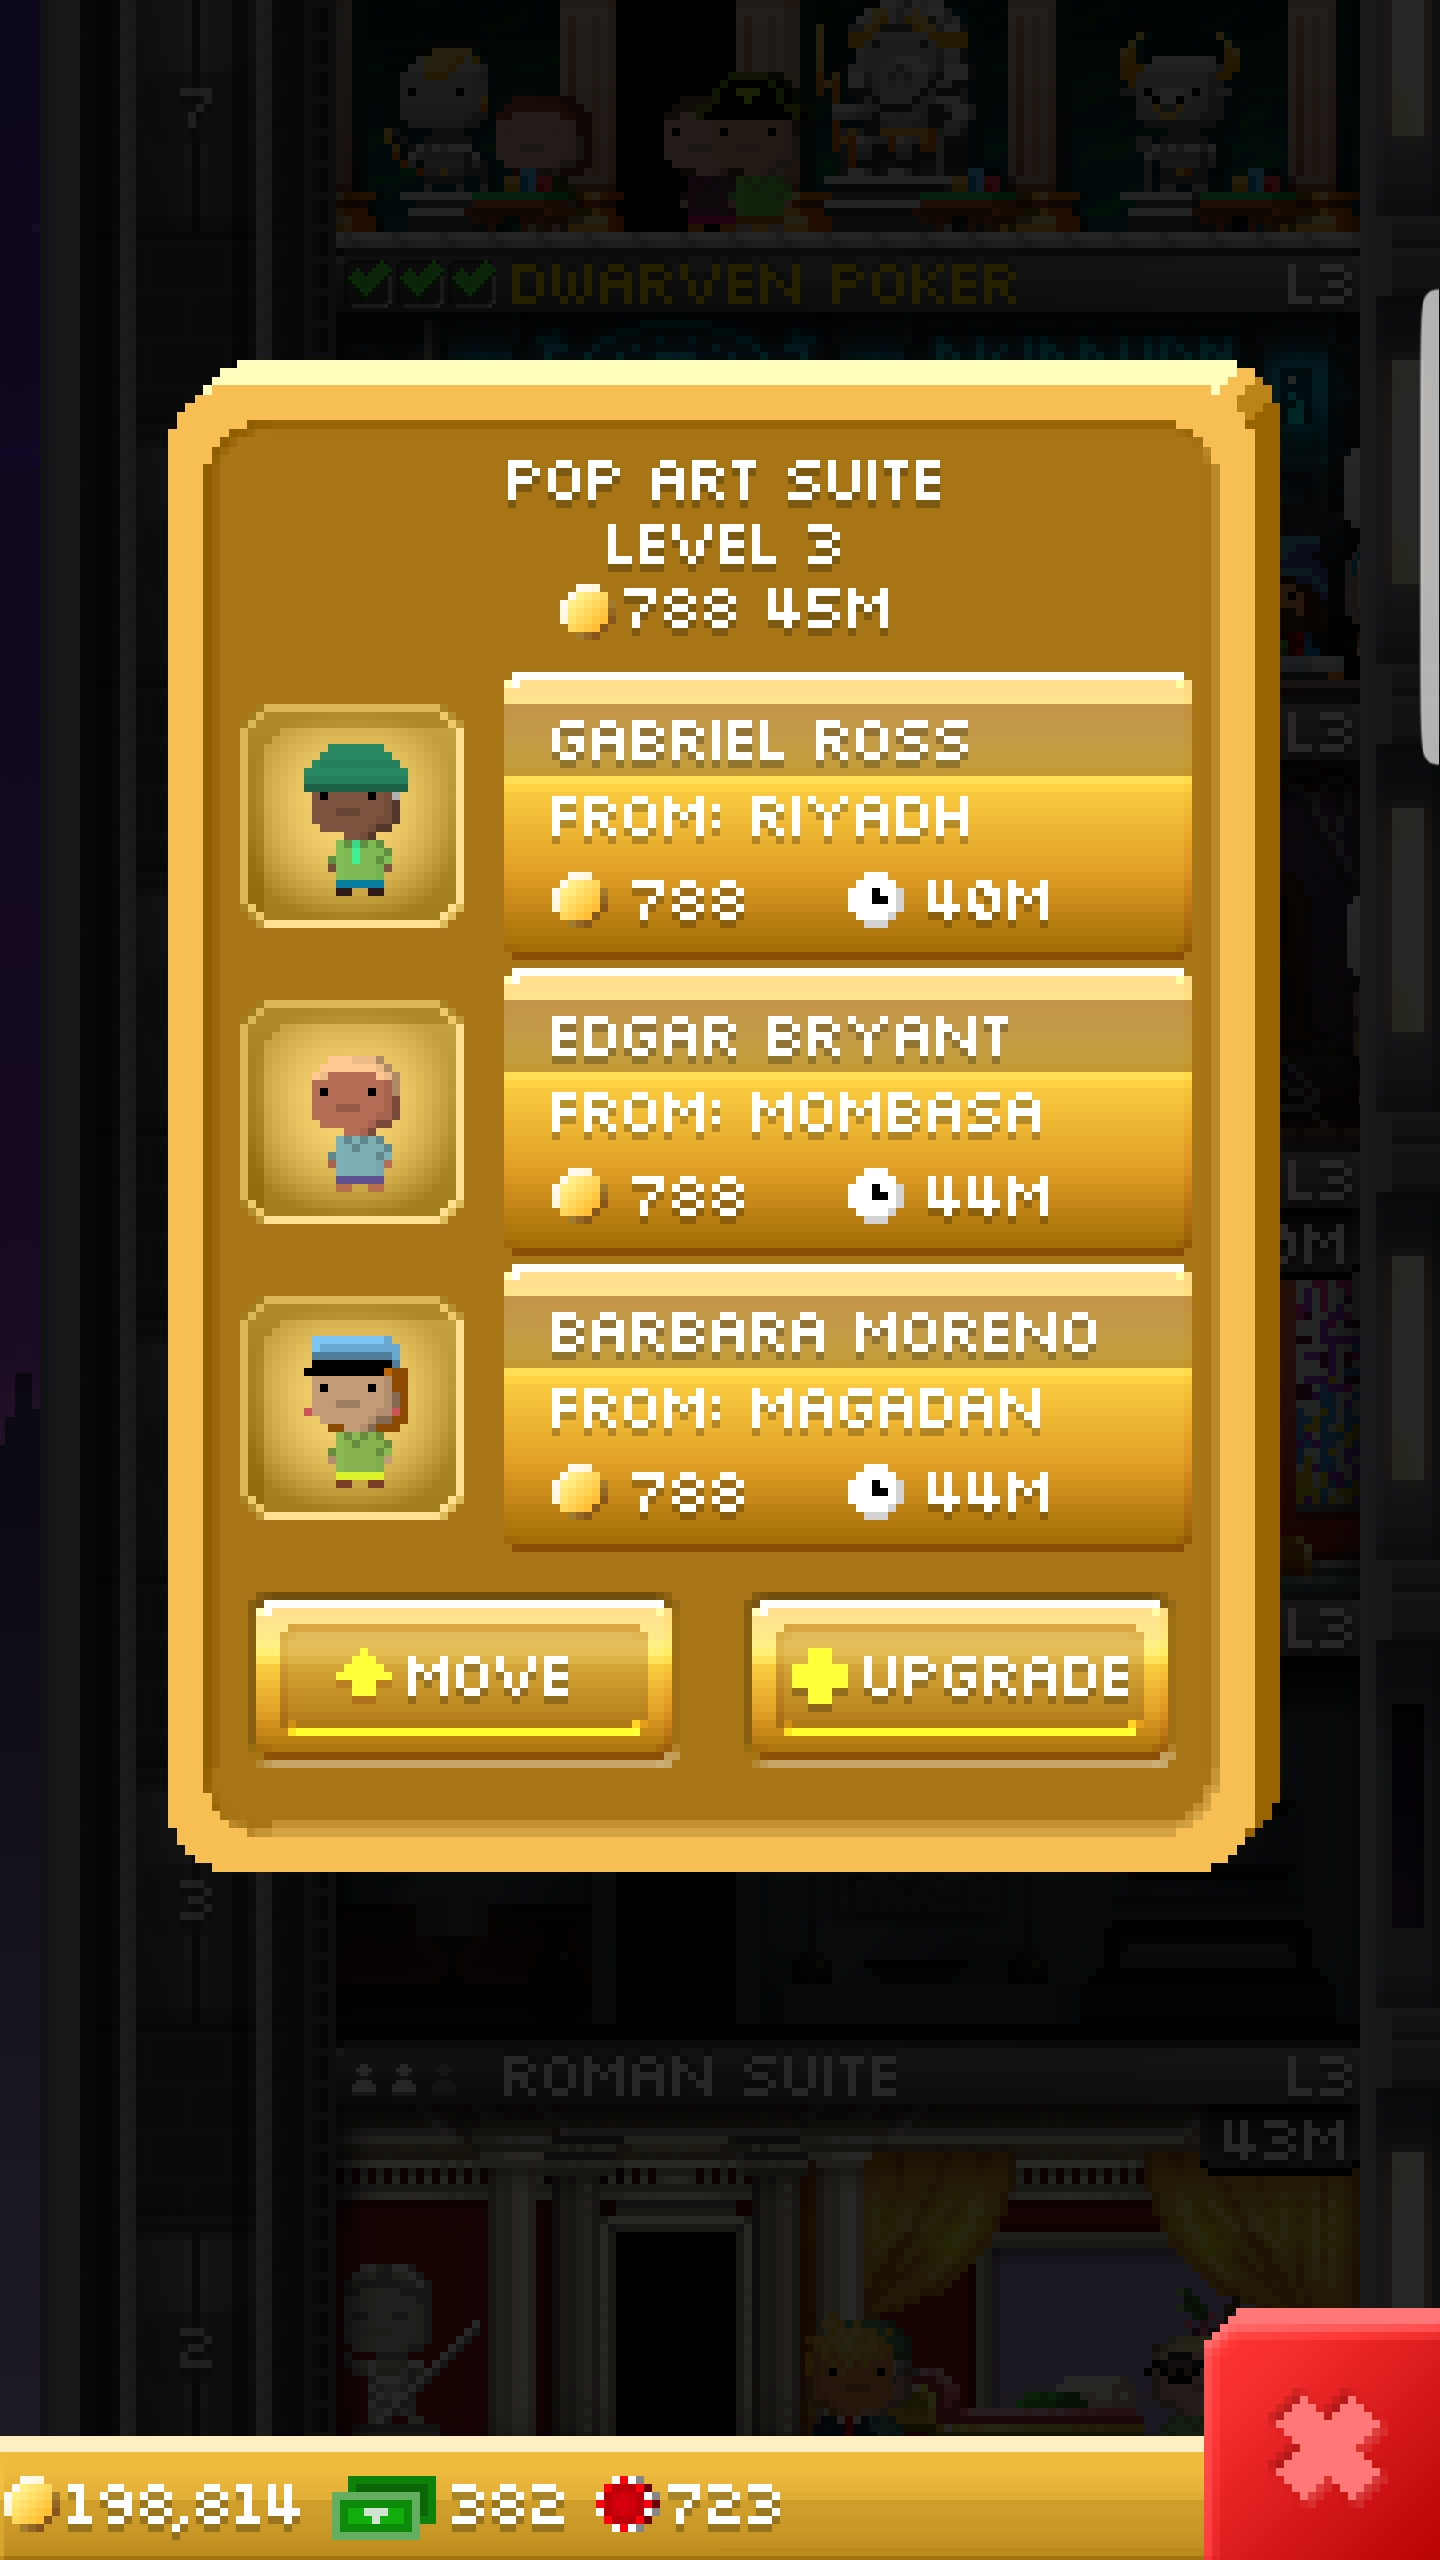 7
DWARVEN POKER
L3
POP ART SUITE
LEVEL 3
788 45M
L3
GABRIEL ROSS
FROM: RIYADH
788 40M
EDGAR BRYANT
FROM: MOMBASA
788 44M
L3
BARBARA MORENO
FROM: MAGADAN
788 44M
L3
MOVE
UPGRADE
3
ROMAN SUITE
L3
43M
2
198,814 382 723